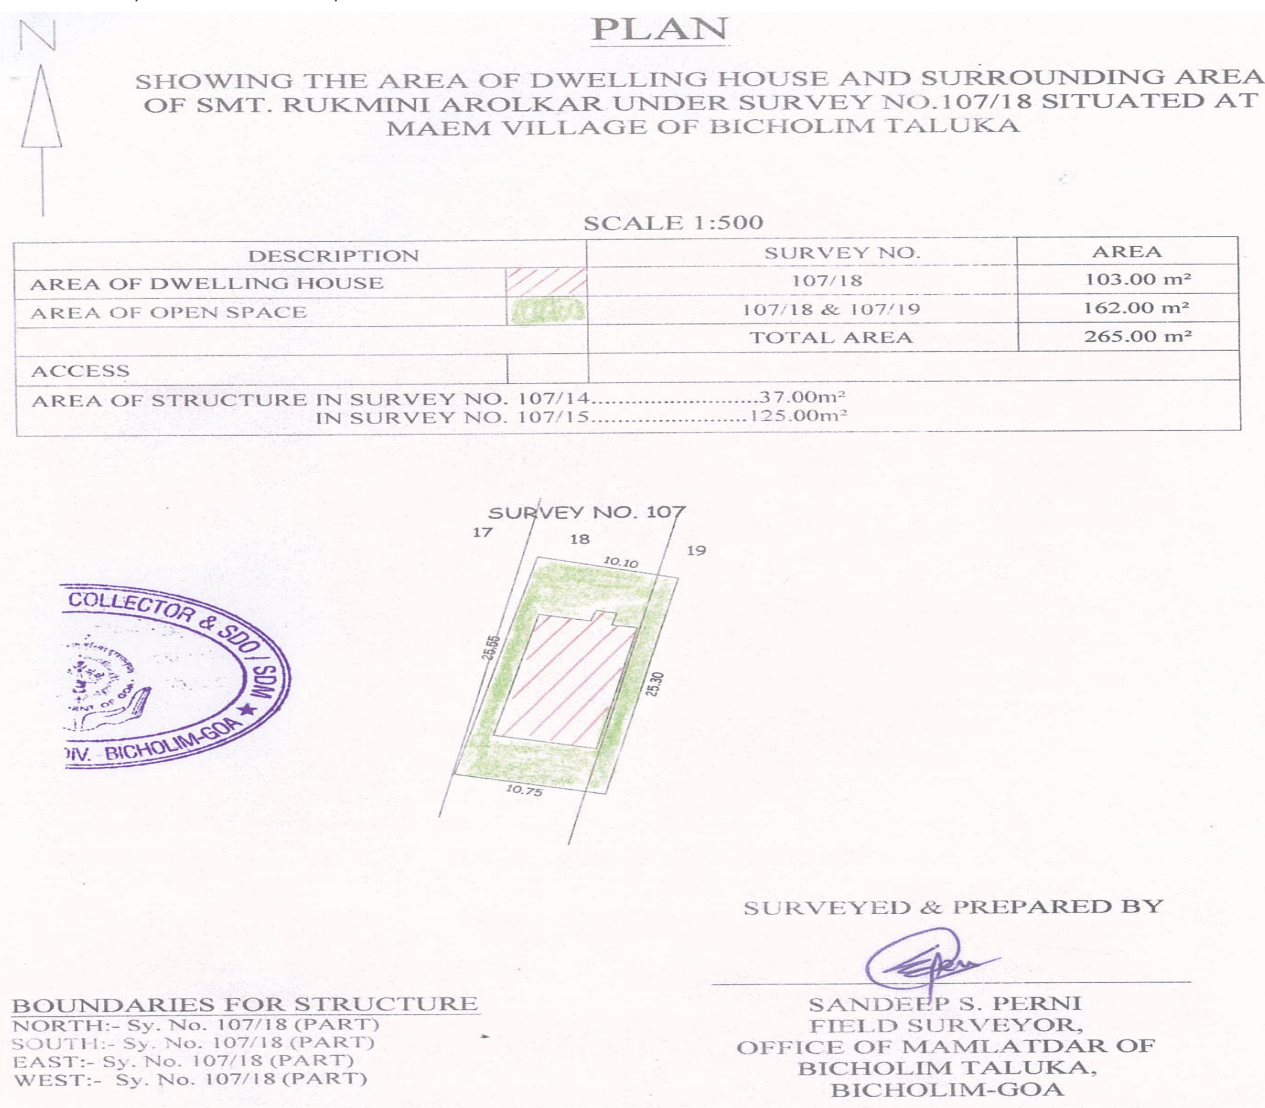 N
PLAN
SHOWING THE AREA OF DWELLING HOUSE AND SURROUNDING AREA
OF SMT. RUKMINI AROLKAR UNDER SURVEY NO.107/18 SITUATED AT
MAEM VILLAGE OF BICHOLIM TALUKA
SCALE 1:500
DESCRIPTION SURVEY NO. AREA
AREA OF DWELLING HOUSE 107/18 103.00 m²
AREA OF OPEN SPACE 107/18 & 107/19 162.00 m²
TOTAL AREA 265.00 m²
ACCESS
AREA OF STRUCTURE IN SURVEY NO. 107/14.........................37.00m²
IN SURVEY NO. 107/15.......................125.00m²
SURVEY NO. 107
17
18
19
10.10
25.55
25.30
10.75
COLLECTOR & SDO / SDM ★
DIV. BICHOLIM-GOA
SURVEYED & PREPARED BY
SANDEEP S. PERNI
FIELD SURVEYOR,
OFFICE OF MAMLATDAR OF
BICHOLIM TALUKA,
BICHOLIM-GOA
BOUNDARIES FOR STRUCTURE
NORTH:- Sy. No. 107/18 (PART)
SOUTH:- Sy. No. 107/18 (PART)
EAST:- Sy. No. 107/18 (PART)
WEST:- Sy. No. 107/18 (PART)